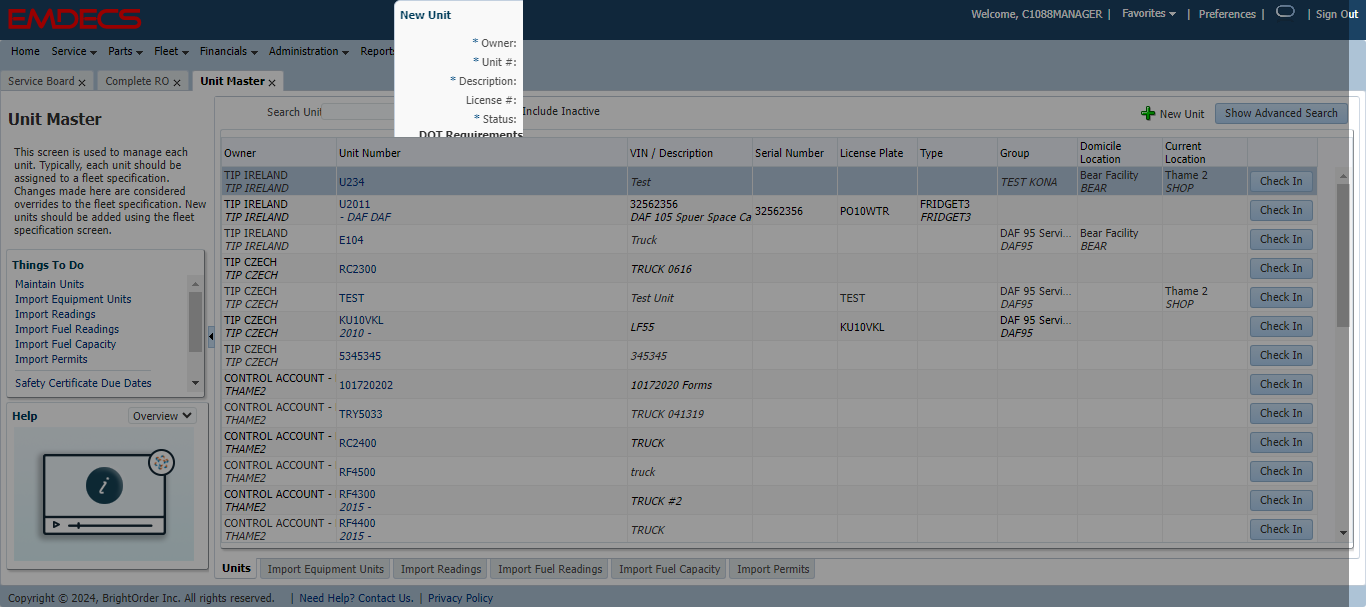 EMDECS
Welcome, C1088MANAGER | Favorites | Preferences | | Sign Out
Home Service Parts Fleet Financials Administration Reports
Service Board x Complete RO x Unit Master x
New Unit
* Owner:
* Unit #:
* Description:
License #:
* Status:
DOT Requirements
Unit Master
This screen is used to manage each
unit. Typically, each unit should be
assigned to a fleet specification.
Changes made here are considered
overrides to the fleet specification. New
units should be added using the fleet
specification screen.
Things To Do
Maintain Units
Import Equipment Units
Import Readings
Import Fuel Readings
Import Fuel Capacity
Import Permits
Safety Certificate Due Dates
Help Overview
i
Search Unit Include Inactive New Unit Show Advanced Search
Owner Unit Number VIN / Description Serial Number License Plate Type Group Domicile Location Current Location
TIP IRELAND
TIP IRELAND U234 Test TEST KONA Bear Facility BEAR Thame 2 SHOP Check In
TIP IRELAND U2011 32562356 FRIDGET3
TIP IRELAND - DAF DAF DAF 105 Spuer Space Ca 32562356 PO10WTR FRIDGET3 Check In
TIP IRELAND
TIP IRELAND E104 Truck DAF 95 Servi... DAF95 Bear Facility BEAR Check In
TIP CZECH
TIP CZECH RC2300 TRUCK 0616 Check In
TIP CZECH
TIP CZECH TEST Test Unit TEST DAF 95 Servi... DAF95 Thame 2 SHOP Check In
TIP CZECH KU10VKL
TIP CZECH 2010 - LF55 KU10VKL DAF 95 Servi... DAF95 Check In
TIP CZECH
TIP CZECH 5345345 345345 Check In
CONTROL ACCOUNT -
THAME2 101720202 10172020 Forms Check In
CONTROL ACCOUNT -
THAME2 TRY5033 TRUCK 041319 Check In
CONTROL ACCOUNT -
THAME2 RC2400 TRUCK Check In
CONTROL ACCOUNT -
THAME2 RF4500 truck Check In
CONTROL ACCOUNT - RF4300
THAME2 2015 - TRUCK #2 Check In
CONTROL ACCOUNT - RF4400
THAME2 2015 - TRUCK Check In
Units Import Equipment Units Import Readings Import Fuel Readings Import Fuel Capacity Import Permits
Copyright © 2024, BrightOrder Inc. All rights reserved. | Need Help? Contact Us. | Privacy Policy